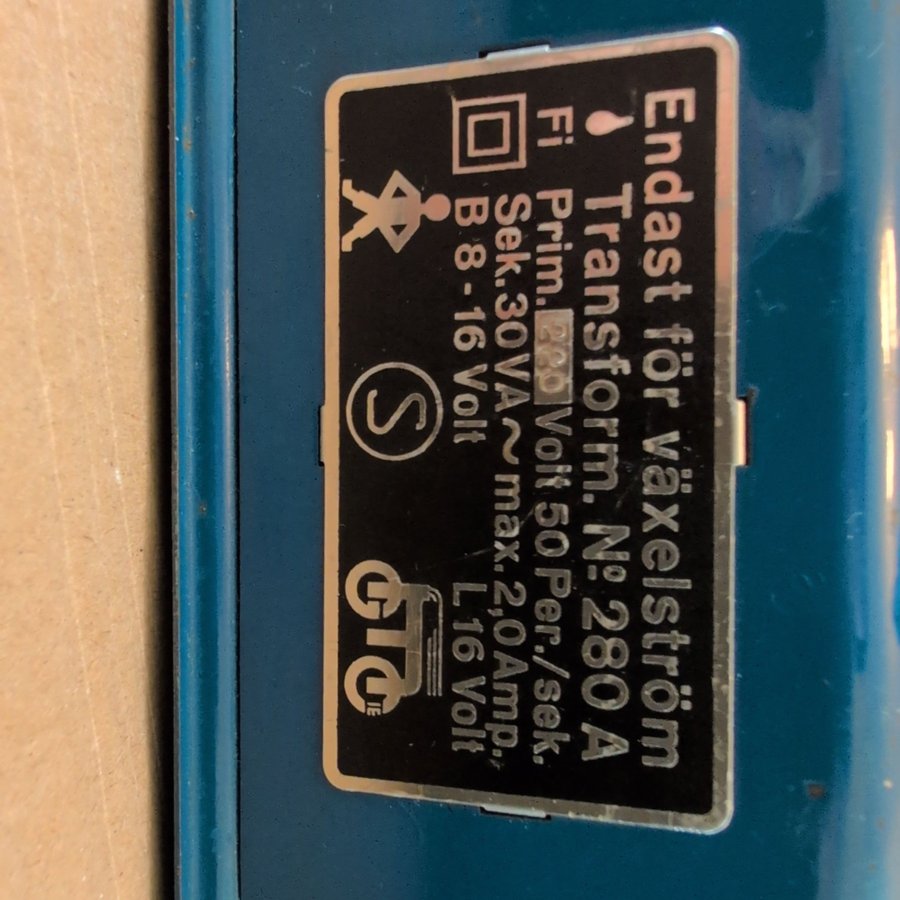 Endast för växelström
Transform. Nº 280 A
Fi Prim. 220 Volt 50 Per./sek.
Sek. 30 VA ~ max. 2,0 Amp.
B 8 - 16 Volt L 16 Volt
S